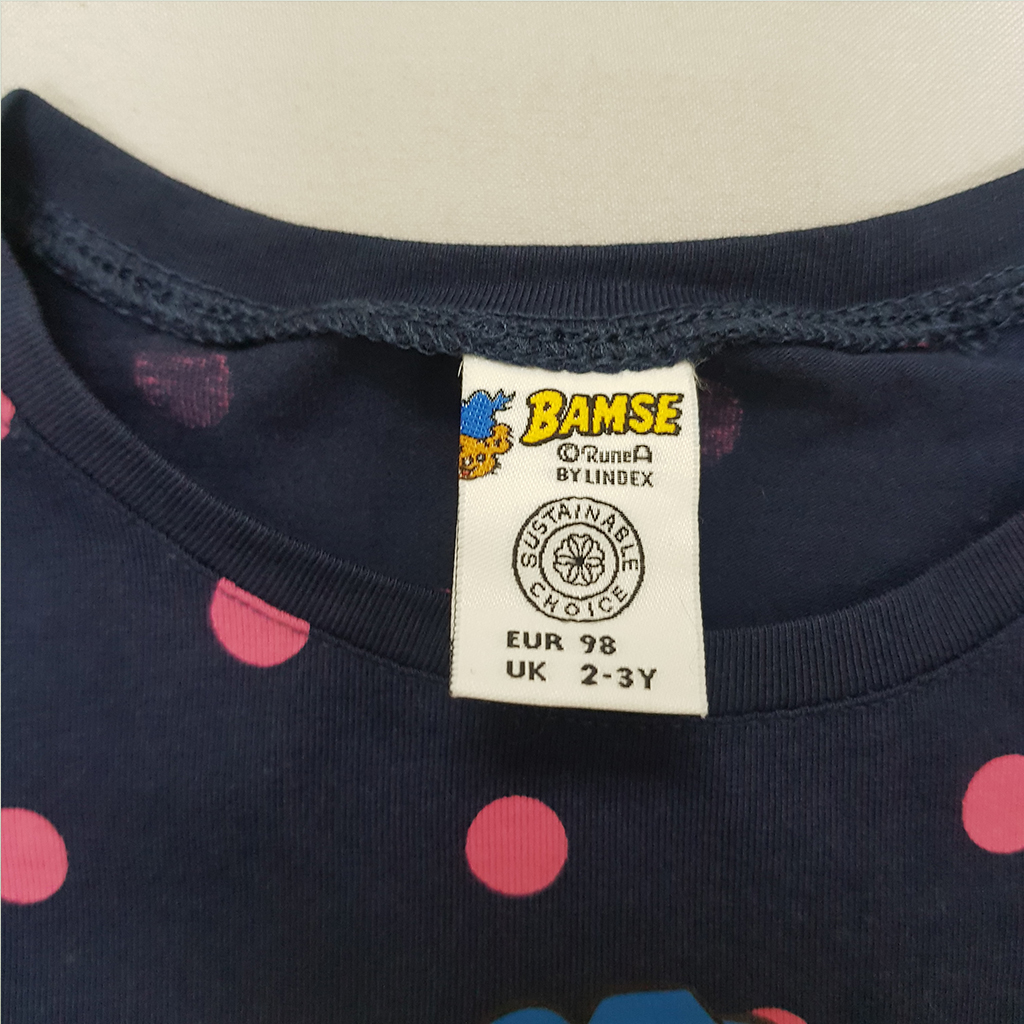 BAMSE
©RuneA
BY LINDEX
SUSTAINABLE
CHOICE
EUR 98
UK 2-3Y